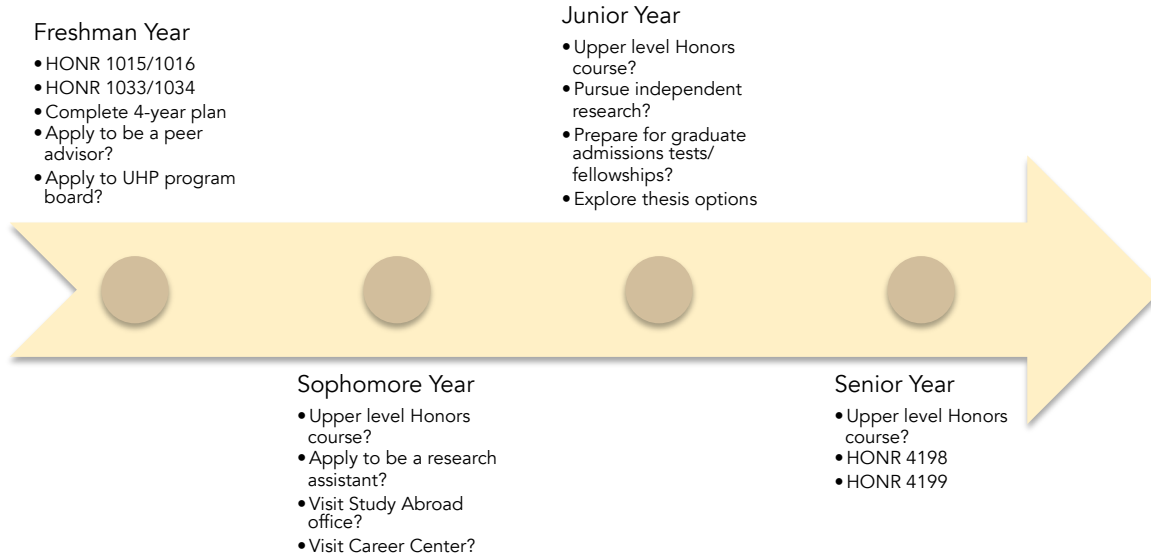 Freshman Year
• HONR 1015/1016
• HONR 1033/1034
• Complete 4-year plan
• Apply to be a peer
advisor?
• Apply to UHP program
board?
Sophomore Year
• Upper level Honors
course?
• Apply to be a research
assistant?
• Visit Study Abroad
office?
• Visit Career Center?
Junior Year
• Upper level Honors
course?
• Pursue independent
research?
• Prepare for graduate
admissions tests/
fellowships?
• Explore thesis options
Senior Year
• Upper level Honors
course?
• HONR 4198
• HONR 4199